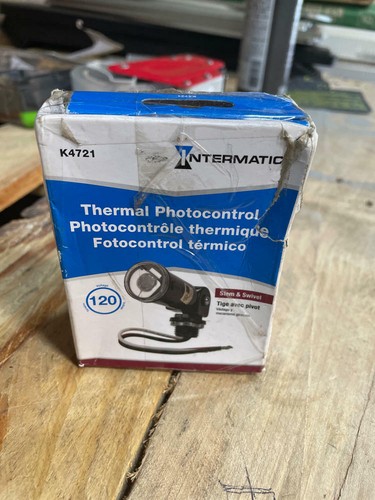 K4721
INTERMATIC
Thermal Photocontrol
Photocontrôle thermique
Fotocontrol térmico
120
Stem & Swivel
Tige avec pivot